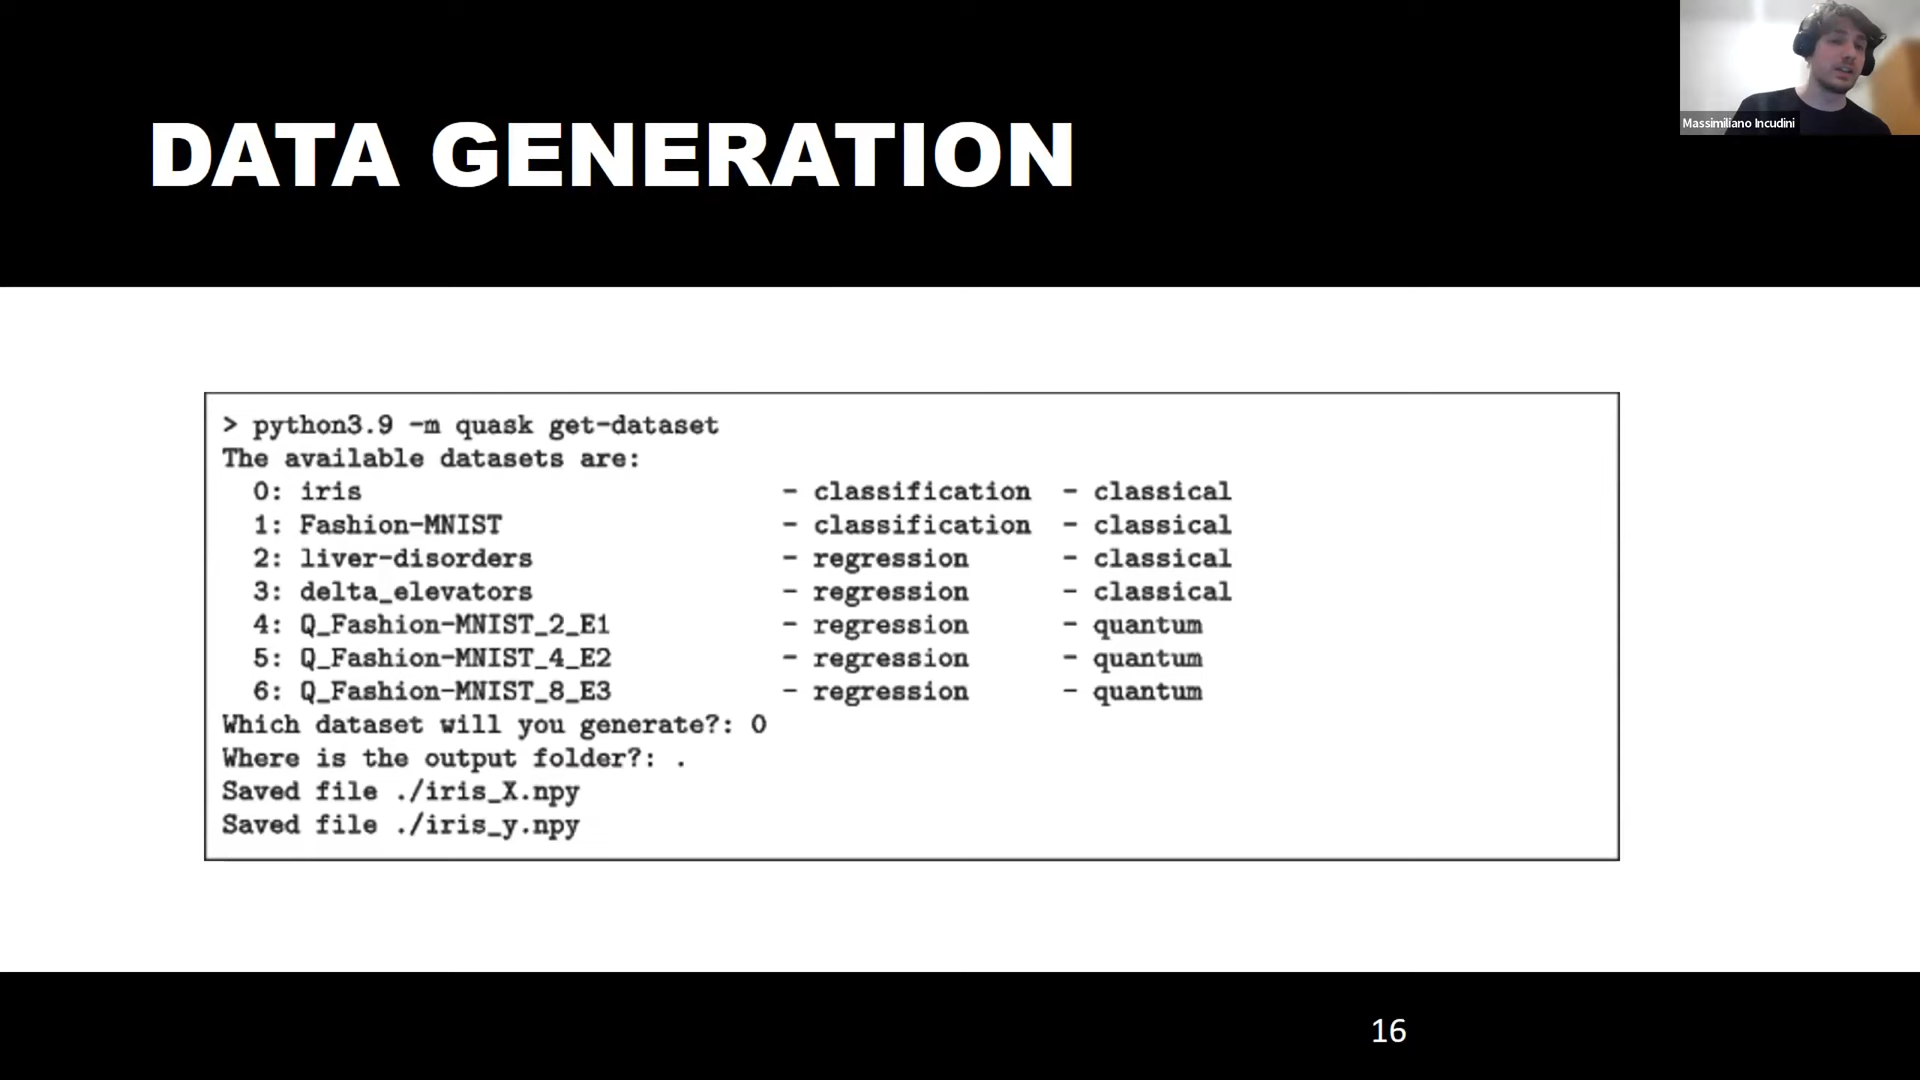 DATA GENERATION
Massimiliano Incudini
> python3.9 -m quask get-dataset
The available datasets are:
0: iris - classification - classical
1: Fashion-MNIST - classification - classical
2: liver-disorders - regression - classical
3: delta_elevators - regression - classical
4: Q_Fashion-MNIST_2_E1 - regression - quantum
5: Q_Fashion-MNIST_4_E2 - regression - quantum
6: Q_Fashion-MNIST_8_E3 - regression - quantum
Which dataset will you generate?: 0
Where is the output folder?: .
Saved file ./iris_X.npy
Saved file ./iris_y.npy
16